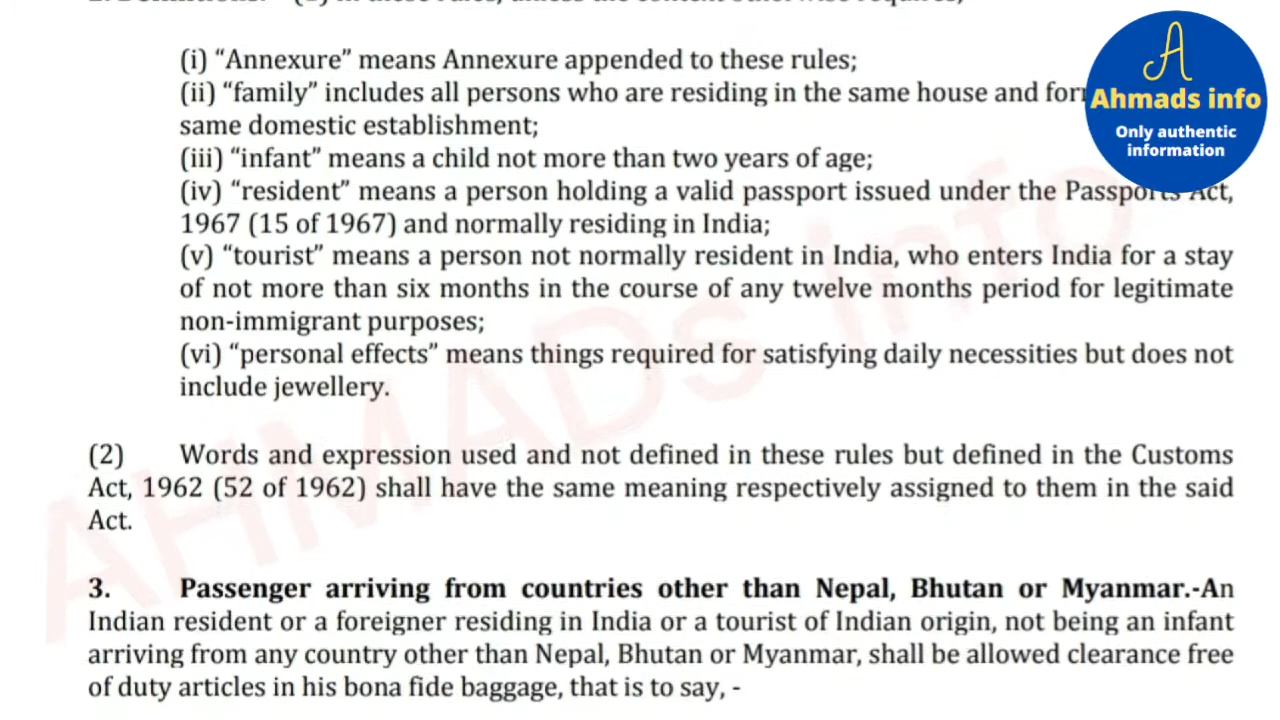 (i) “Annexure” means Annexure appended to these rules;
(ii) “family” includes all persons who are residing in the same house and
same domestic establishment;
(iii) “infant” means a child not more than two years of age;
(iv) “resident” means a person holding a valid passport issued under the Passports Act,
1967 (15 of 1967) and normally residing in India;
(v) “tourist” means a person not normally resident in India, who enters India for a stay
of not more than six months in the course of any twelve months period for legitimate
non-immigrant purposes;
(vi) “personal effects” means things required for satisfying daily necessities but does not
include jewellery.
(2) Words and expression used and not defined in these rules but defined in the Customs
Act, 1962 (52 of 1962) shall have the same meaning respectively assigned to them in the said
Act.
3. Passenger arriving from countries other than Nepal, Bhutan or Myanmar.-An
Indian resident or a foreigner residing in India or a tourist of Indian origin, not being an infant
arriving from any country other than Nepal, Bhutan or Myanmar, shall be allowed clearance free
of duty articles in his bona fide baggage, that is to say, -
A
Ahmads info
Only authentic
information
AHMADs Info